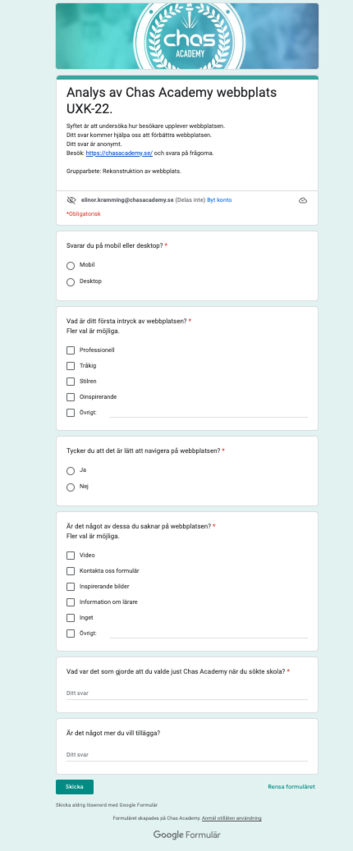 chas
ACADEMY
Analys av Chas Academy webbplats
UXK-22.
Syftet är att undersöka hur besökare upplever webbplatsen.
Ditt svar kommer hjälpa oss att förbättra webbplatsen.
Ditt svar är anonymt.
Besök: https://chasacademy.se/ och svara på frågorna.
Grupparbete: Rekonstruktion av webbplats.
elinor.kramming@chasacademy.se (Delas inte) Byt konto
*Obligatorisk
Svarar du på mobil eller desktop? *
Mobil
Desktop
Vad är ditt första intryck av webbplatsen? *
Fler val är möjliga.
Professionell
Tråkig
Stilren
Oinspirerande
Övrigt:
Tycker du att det är lätt att navigera på webbplatsen? *
Ja
Nej
Är det något av dessa du saknar på webbplatsen? *
Fler val är möjliga.
Video
Kontakta oss formulär
Inspirerande bilder
Information om lärare
Inget
Övrigt:
Vad var det som gjorde att du valde just Chas Academy när du sökte skola? *
Ditt svar
Är det något mer du vill tillägga?
Ditt svar
Skicka
Rensa formuläret
Skicka aldrig lösenord med Google Formulär
Formuläret skapades på Chas Academy. Anmäl otillåten användning
Google Formulär